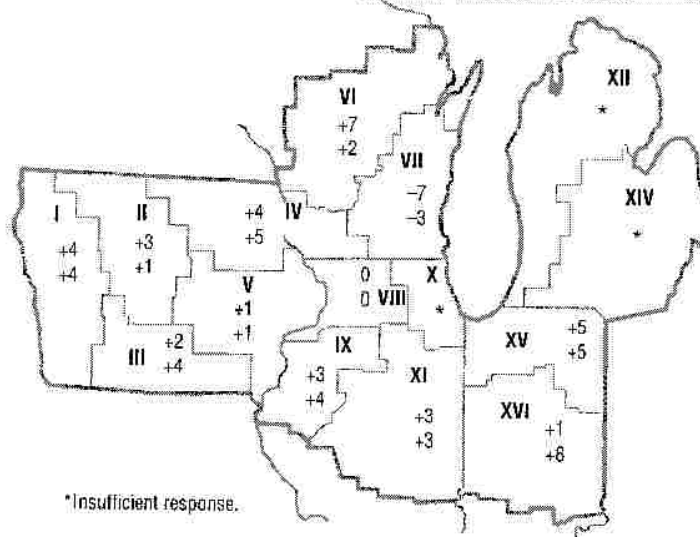 XII
*
VI
+7
+2
VII
−7
−3
XIV
*
I
+4
+4
II
+3
+1
+4
+5
IV
V
+1
+1
0
0
VIII
X
*
III
+2
+4
IX
+3
+4
XI
+3
+3
XV
+5
+5
XVI
+1
+6
*Insufficient response.